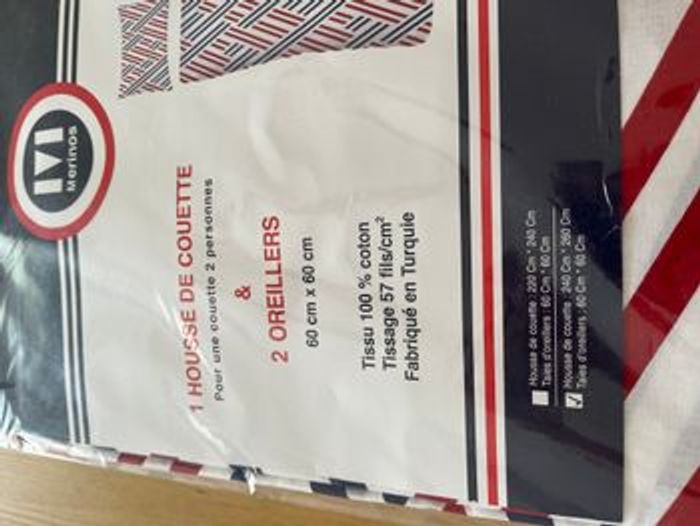 M
Merinos
1 HOUSSE DE COUETTE
Pour une couette 2 personnes
&
2 OREILLERS
60 cm x 60 cm
Tissu 100 % coton
Tissage 57 fils/cm²
Fabriqué en Turquie
Housse de couette : 220 Cm * 240 Cm
Taies d'oreillers : 60 Cm * 60 Cm
Housse de couette : 240 Cm * 260 Cm
Taies d'oreillers : 60 Cm * 60 Cm